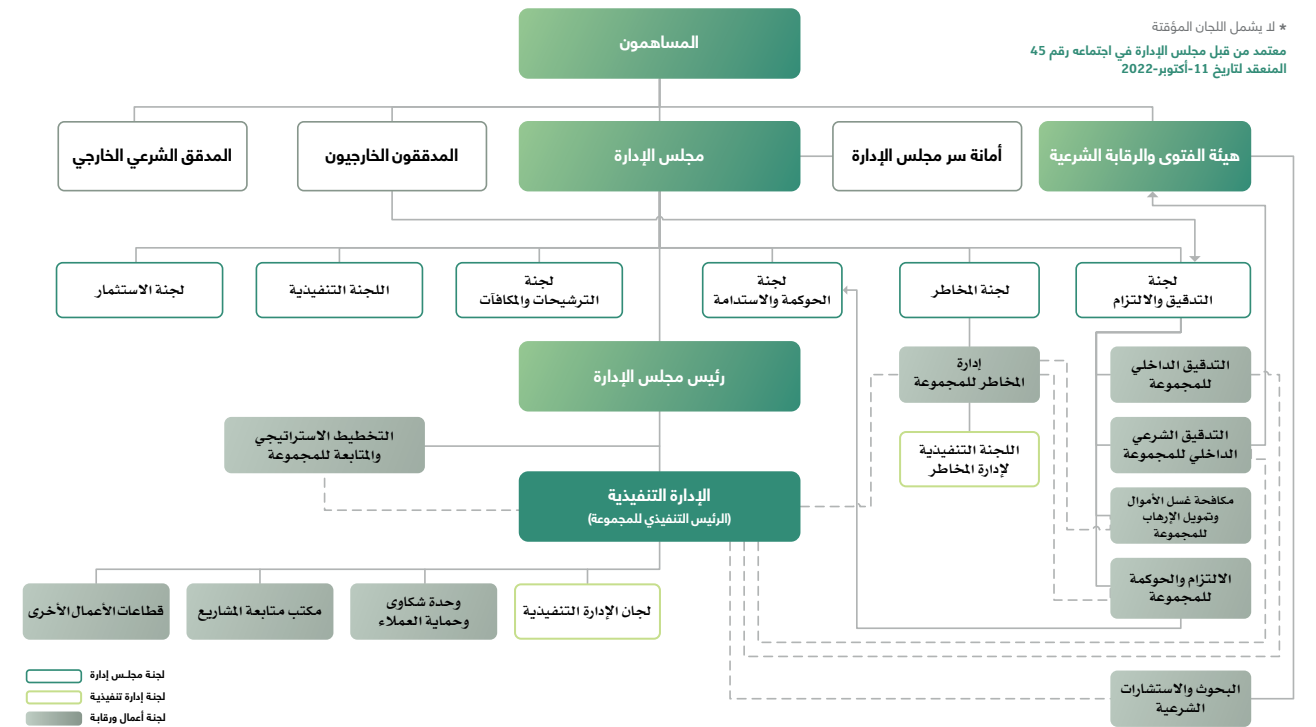 * لا يشمل اللجان المؤقتة
معتمد من قبل مجلس الإدارة في اجتماعه رقم 45
المنعقد لتاريخ 11-أكتوبر-2022
المساهمون
هيئة الفتوى والرقابة الشرعية
أمانة سر مجلس الإدارة
مجلس الإدارة
المدققون الخارجيون
المدقق الشرعي الخارجي
لجنة
التدقيق والالتزام
لجنة المخاطر
لجنة
الحوكمة والاستدامة
لجنة
الترشيحات والمكافآت
اللجنة التنفيذية
لجنة الاستثمار
التدقيق الداخلي
للمجموعة
إدارة
المخاطر للمجموعة
رئيس مجلس الإدارة
التدقيق الشرعي
الداخلي للمجموعة
اللجنة التنفيذية
لإدارة المخاطر
التخطيط الاستراتيجي
والمتابعة للمجموعة
مكافحة غسل الأموال
وتمويل الإرهاب
للمجموعة
الإدارة التنفيذية
(الرئيس التنفيذي للمجموعة)
الالتزام والحوكمة
للمجموعة
لجان الإدارة التنفيذية
وحدة شكاوى
وحماية العملاء
مكتب متابعة المشاريع
قطاعات الأعمال الأخرى
البحوث والاستشارات
الشرعية
لجنة مجلس إدارة
لجنة إدارة تنفيذية
لجنة أعمال ورقابة